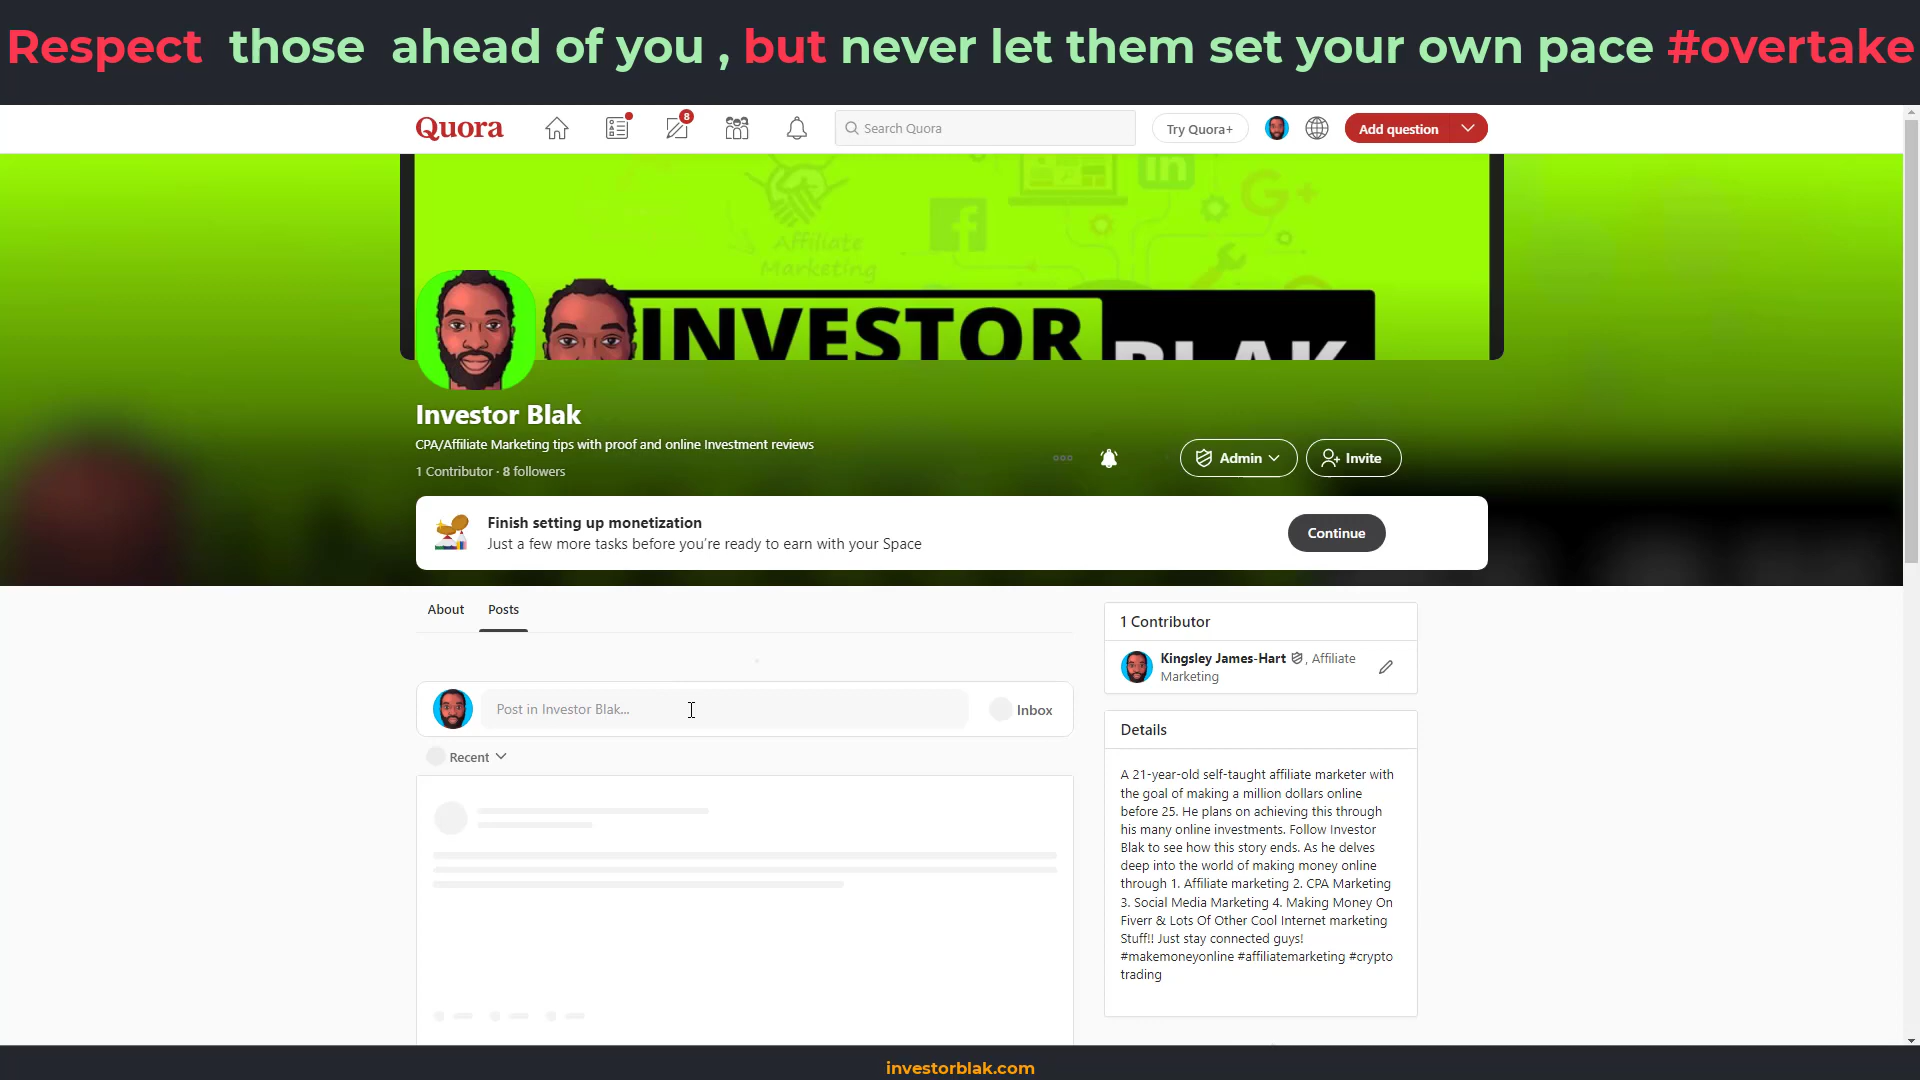 Respect those ahead of you , but never let them set your own pace #overtake
Quora
8
Search Quora
Try Quora+
Add question
Affiliate
Marketing
INVESTOR
BLAK
Investor Blak
CPA/Affiliate Marketing tips with proof and online Investment reviews
1 Contributor · 8 followers
Admin
Invite
Finish setting up monetization
Just a few more tasks before you’re ready to earn with your Space
Continue
About
Posts
Post in Investor Blak...
Inbox
Recent
1 Contributor
Kingsley James-Hart , Affiliate
Marketing
Details
A 21-year-old self-taught affiliate marketer with
the goal of making a million dollars online
before 25. He plans on achieving this through
his many online investments. Follow Investor
Blak to see how this story ends. As he delves
deep into the world of making money online
through 1. Affiliate marketing 2. CPA Marketing
3. Social Media Marketing 4. Making Money On
Fiverr & Lots Of Other Cool Internet marketing
Stuff!! Just stay connected guys!
#makemoneyonline #affiliatemarketing #crypto
trading
investorblak.com